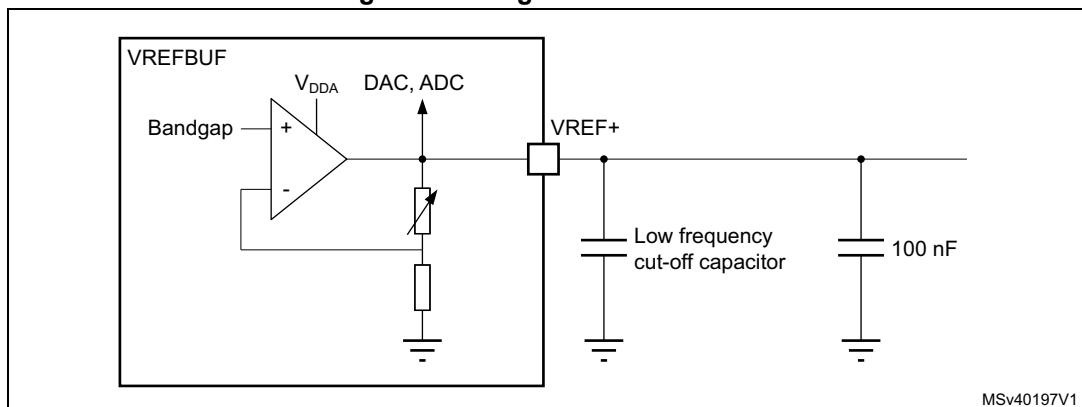 VREFBUF
VDDA
DAC, ADC
Bandgap
+
-
VREF+
Low frequency
cut-off capacitor
100 nF
MSv40197V1